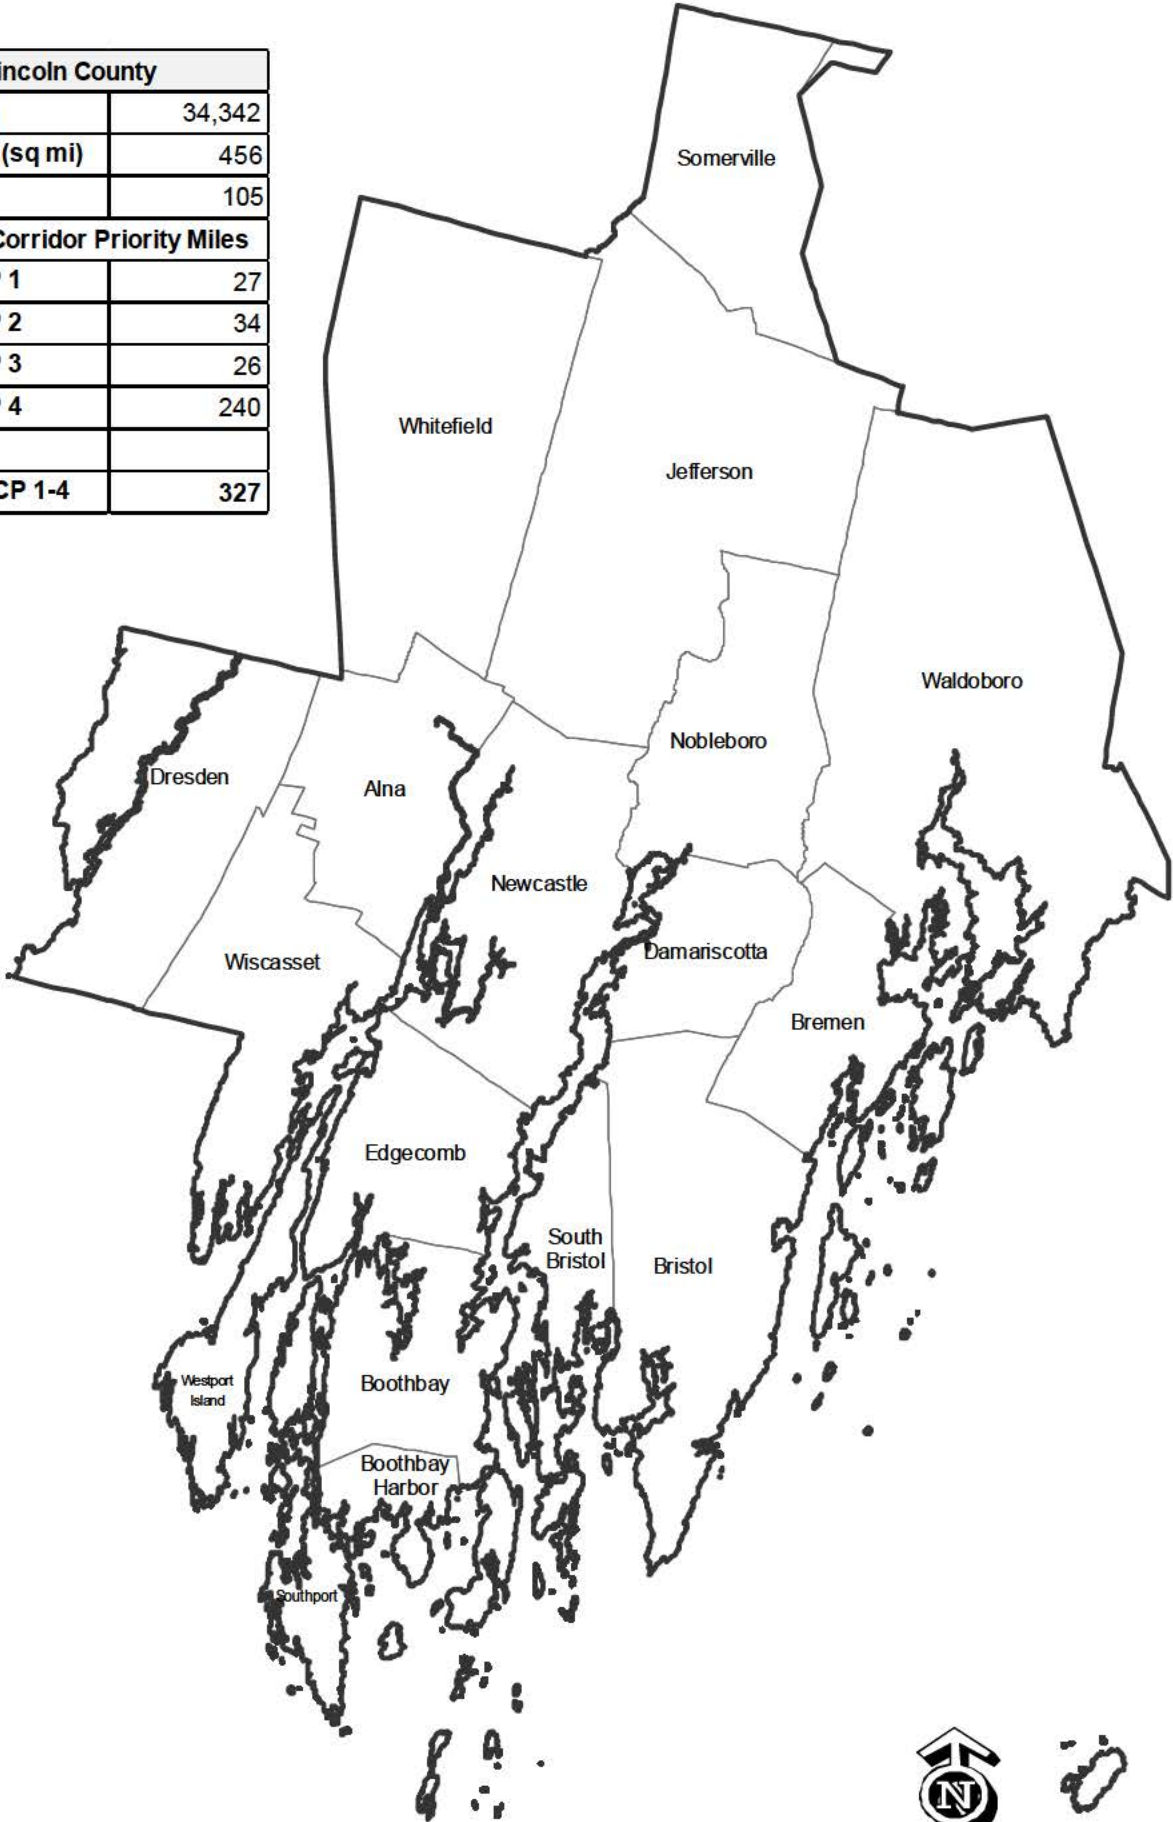 incoln County
34,342
(sq mi) 456
105
Corridor Priority Miles
1 27
2 34
3 26
4 240
CP 1-4 327
Somerville
Whitefield
Jefferson
Waldoboro
Nobleboro
Dresden
Alna
Newcastle
Damariscotta
Wiscasset
Bremen
Edgecomb
South
Bristol
Bristol
Westport
Island
Boothbay
Boothbay
Harbor
Southport
N